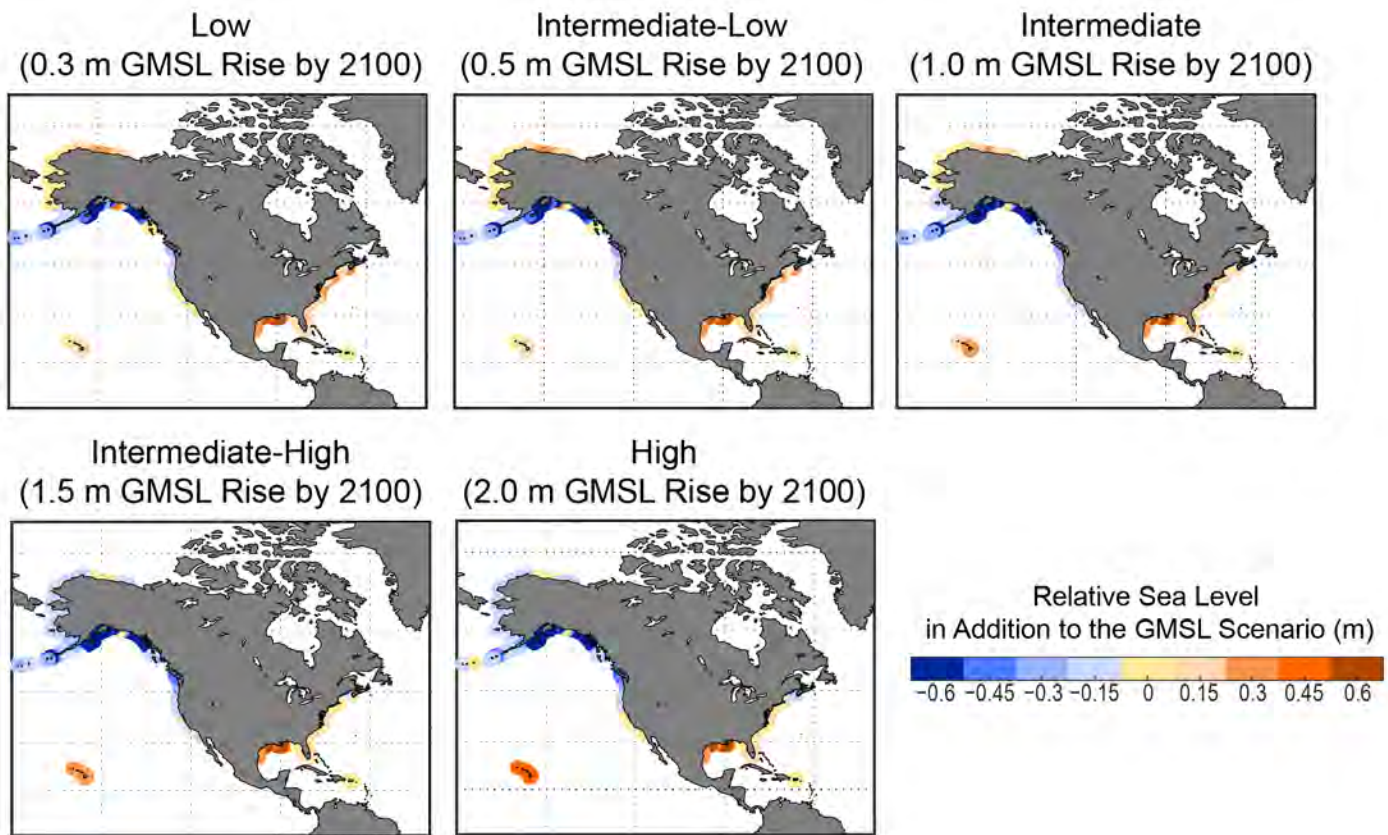 Low
(0.3 m GMSL Rise by 2100)
Intermediate-Low
(0.5 m GMSL Rise by 2100)
Intermediate
(1.0 m GMSL Rise by 2100)
Intermediate-High
(1.5 m GMSL Rise by 2100)
High
(2.0 m GMSL Rise by 2100)
Relative Sea Level
in Addition to the GMSL Scenario (m)
−0.6 −0.45 −0.3 −0.15 0 0.15 0.3 0.45 0.6